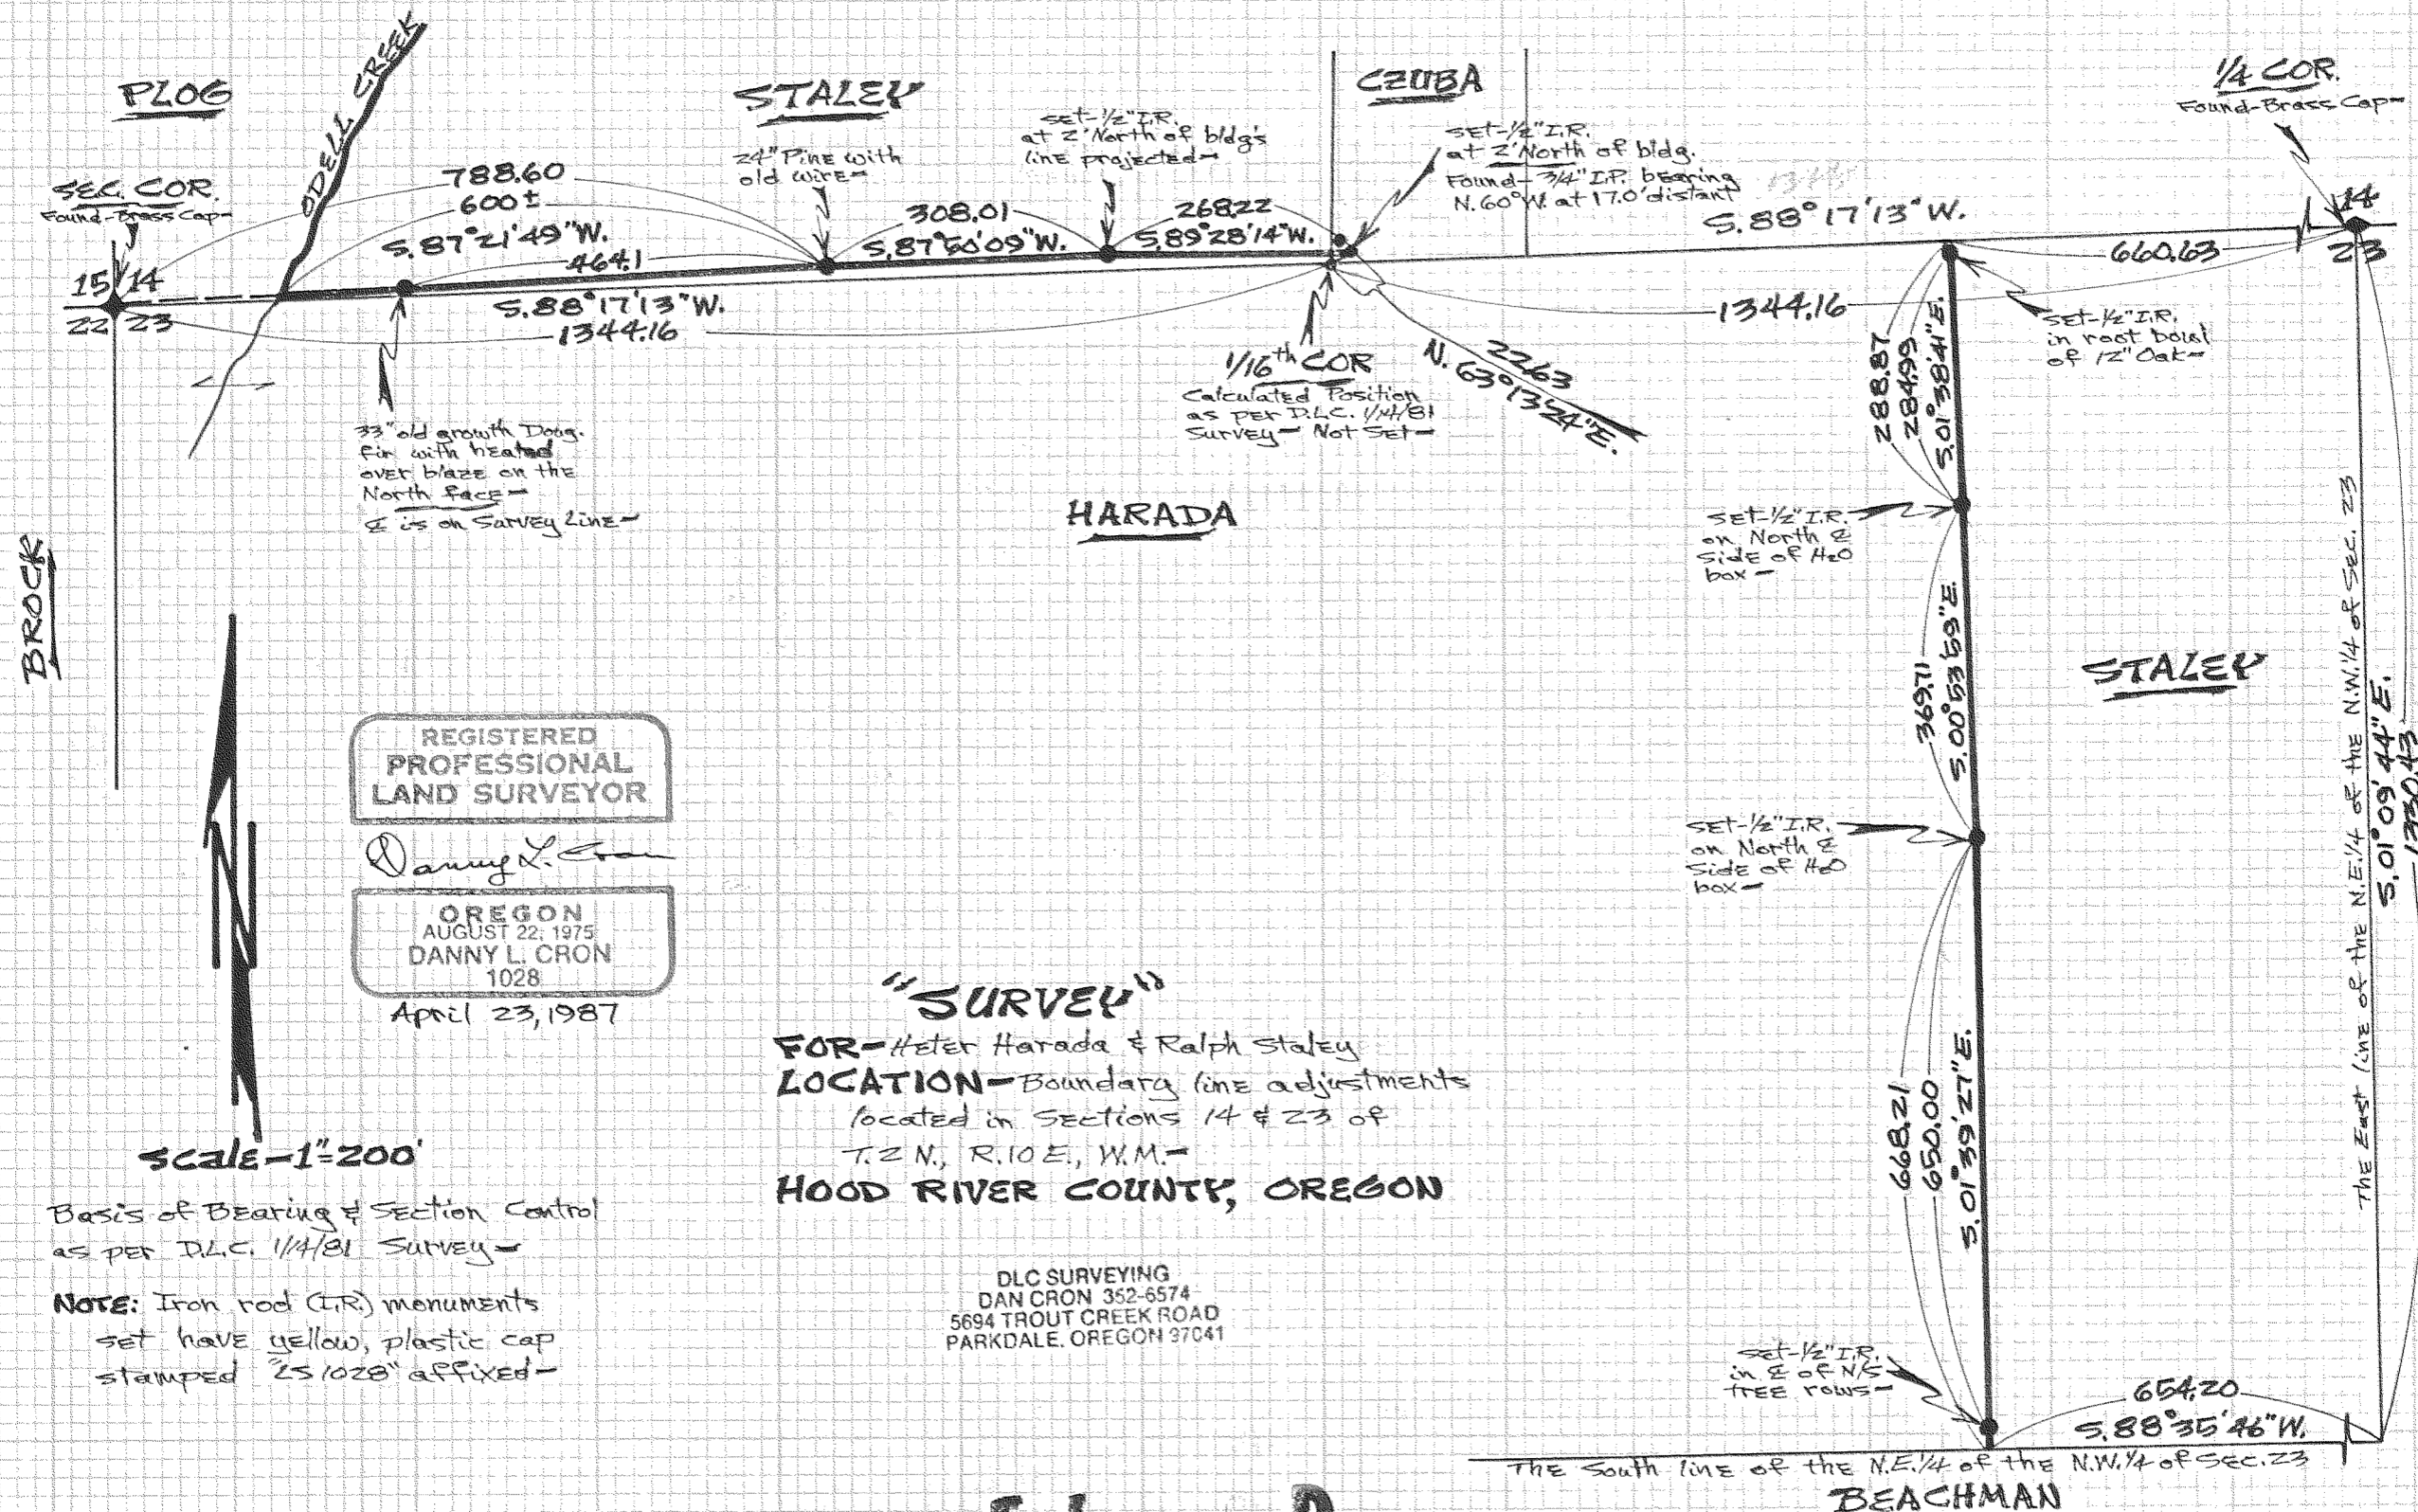 PLOG
ODELL CREEK
STALEY
CZUBA
1/4 COR.
Found-Brass Cap-
SEC. COR.
Found-Brass Cap-
788.60
600±
S.87°21'49"W.
464.1
24" Pine with
old wire-
308.01
S.87°50'09"W.
set-1/2" I.R.
at 2' North of bldg's
line projected-
268.22
S.89°28'14"W.
set-1/2" I.R.
at 2' North of bldg.
Found-3/4" I.P. bearing
N.60°W. at 17.0' distant
S.88°17'13"W.
14
23
660.63
1344.16
15 14
22 23
S.88°17'13"W.
1344.16
1/16th COR
Calculated Position
as per D.L.C. 1/14/81
Survey- Not Set-
22.63
N. 63°13'24"E.
set-1/2" I.R.
in root bowl
of 12" Oak-
288.87
284.99
S.01°38'41"E.
33" old growth Doug.
fir with heated
over blaze on the
North face-
℄ is on Survey Line-
HARADA
BROCK
set-1/2" I.R.
on North ℄
Side of H2O
box-
369.71
S.00°53'59"E.
STALEY
The East line of the N.E.1/4 of the N.W.1/4 of Sec. 23
S.01°09'44"E.
1330.43
set-1/2" I.R.
on North ℄
Side of H2O
box-
N
REGISTERED
PROFESSIONAL
LAND SURVEYOR
Danny L. Cron
OREGON
AUGUST 22, 1975
DANNY L. CRON
1028
April 23, 1987
Scale-1"=200'
Basis of Bearing & Section Control
as per D.L.C. 1/14/81 Survey-
NOTE: Iron rod (I.R.) monuments
set have yellow, plastic cap
stamped "LS 1028" affixed-
"SURVEY"
FOR-Heter Harada & Ralph Staley
LOCATION-Boundary line adjustments
located in Sections 14 & 23 of
T.2 N., R.10 E., W.M.-
HOOD RIVER COUNTY, OREGON
DLC SURVEYING
DAN CRON 352-6574
5694 TROUT CREEK ROAD
PARKDALE, OREGON 97041
668.21
650.00
S.01°39'27"E.
set-1/2" I.R.
in ℄ of N/S
tree rows-
654.20
S.88°35'46"W.
The South line of the N.E.1/4 of the N.W.1/4 of Sec.23
BEACHMAN